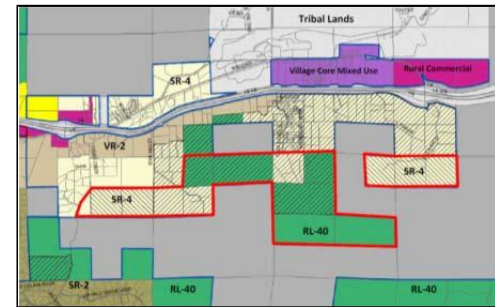 Tribal Lands
SR-4
Village Core Mixed Use
Rural Commercial
VR-2
SR-4
SR-4
RL-40
SR-2
RL-40
RL-40